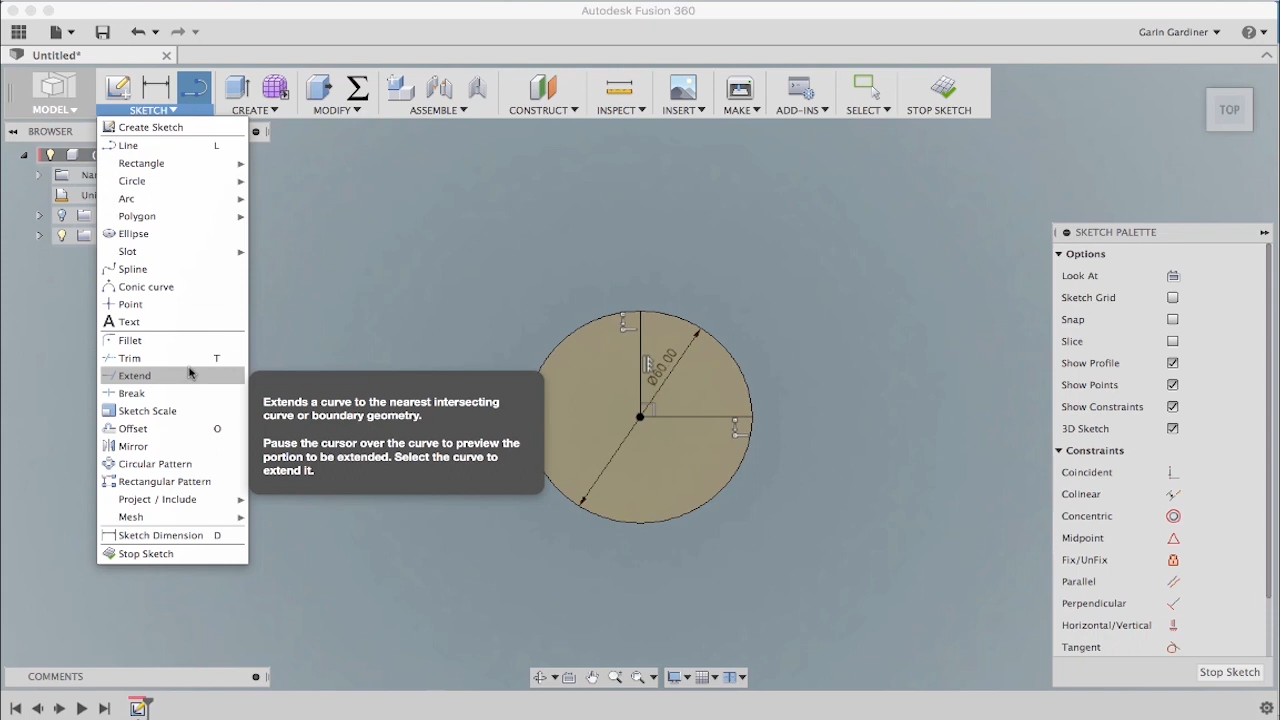 Autodesk Fusion 360
Garin Gardiner
Untitled*
MODEL
SKETCH
CREATE
MODIFY
ASSEMBLE
CONSTRUCT
INSPECT
INSERT
MAKE
ADD-INS
SELECT
STOP SKETCH
TOP
BROWSER
Nar
Uni
Create Sketch
Line L
Rectangle
Circle
Arc
Polygon
Ellipse
Slot
Spline
Conic curve
Point
Text
Fillet
Trim T
Extend
Break
Sketch Scale
Offset O
Mirror
Circular Pattern
Rectangular Pattern
Project / Include
Mesh
Sketch Dimension D
Stop Sketch
Extends a curve to the nearest intersecting
curve or boundary geometry.
Pause the cursor over the curve to preview the
portion to be extended. Select the curve to
extend it.
Ø60.00
SKETCH PALETTE
Options
Look At
Sketch Grid
Snap
Slice
Show Profile
Show Points
Show Constraints
3D Sketch
Constraints
Coincident
Colinear
Concentric
Midpoint
Fix/UnFix
Parallel
Perpendicular
Horizontal/Vertical
Tangent
Stop Sketch
COMMENTS